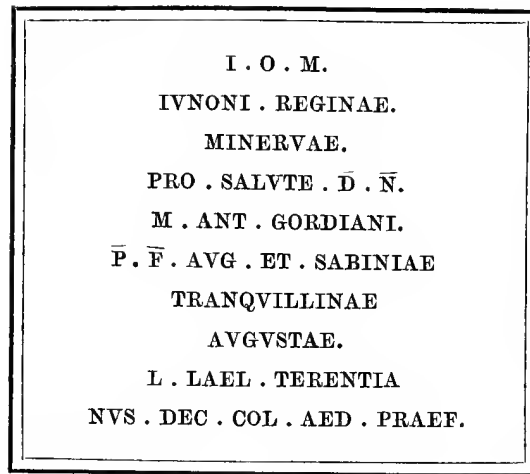 I . O . M.
IVNONI . REGINAE.
MINERVAE.
PRO . SALVTE . D̄ . N̄.
M . ANT . GORDIANI.
P̄ . F̄ . AVG . ET . SABINIAE
TRANQVILLINAE
AVGVSTAE.
L . LAEL . TERENTIA
NVS . DEC . COL . AED . PRAEF.